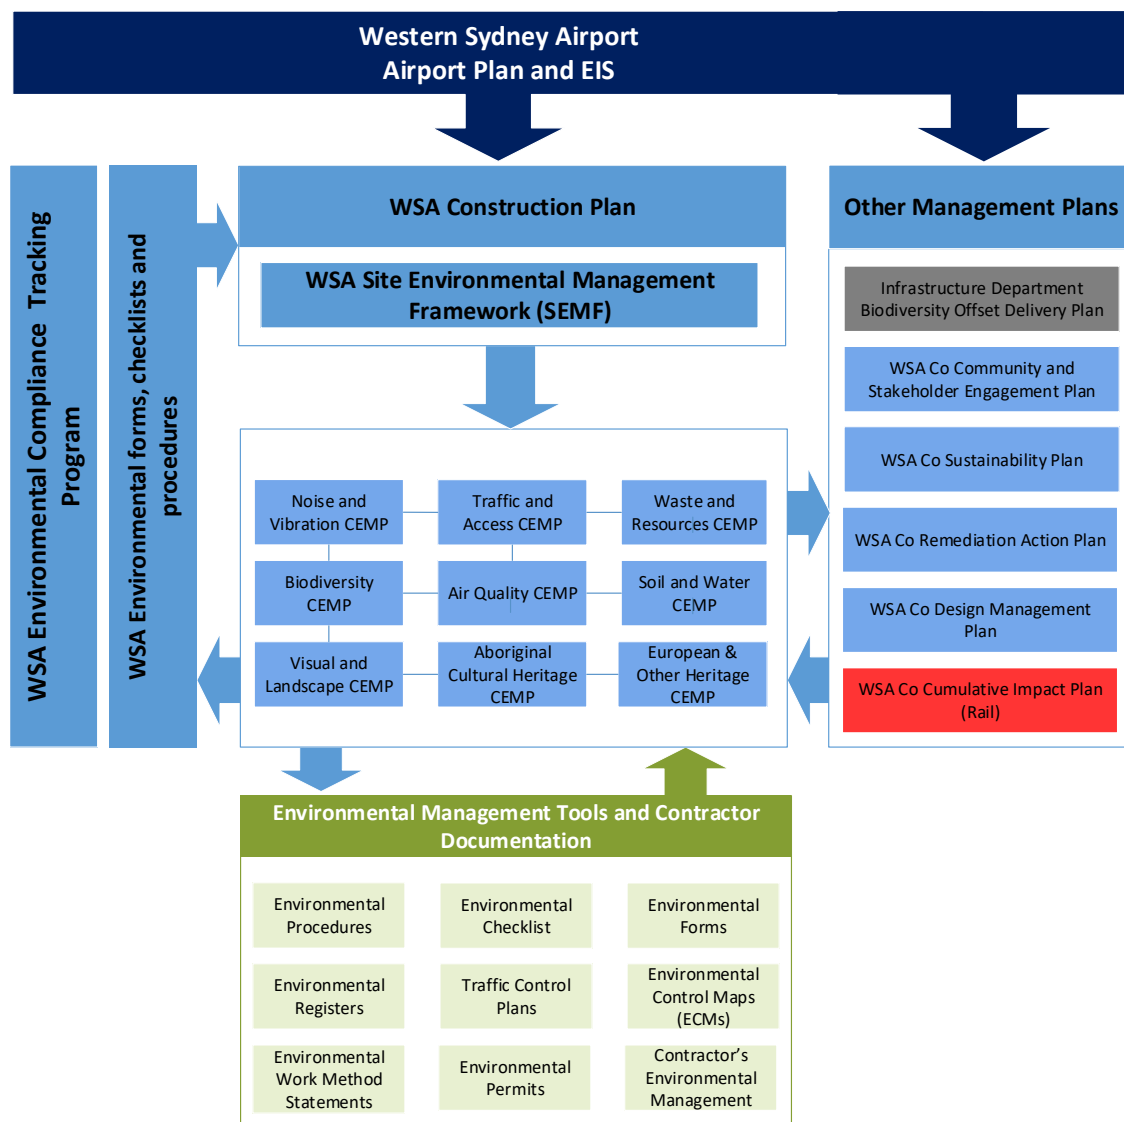 Western Sydney Airport
Airport Plan and EIS
WSA Environmental Compliance Tracking
Program
WSA Environmental forms, checklists and
procedures
WSA Construction Plan
WSA Site Environmental Management
Framework (SEMF)
Noise and
Vibration CEMP
Traffic and
Access CEMP
Waste and
Resources CEMP
Biodiversity
CEMP
Air Quality CEMP
Soil and Water
CEMP
Visual and
Landscape CEMP
Aboriginal
Cultural Heritage
CEMP
European &
Other Heritage
CEMP
Other Management Plans
Infrastructure Department
Biodiversity Offset Delivery Plan
WSA Co Community and
Stakeholder Engagement Plan
WSA Co Sustainability Plan
WSA Co Remediation Action Plan
WSA Co Design Management
Plan
WSA Co Cumulative Impact Plan
(Rail)
Environmental Management Tools and Contractor
Documentation
Environmental
Procedures
Environmental
Checklist
Environmental
Forms
Environmental
Registers
Traffic Control
Plans
Environmental
Control Maps
(ECMs)
Environmental
Work Method
Statements
Environmental
Permits
Contractor’s
Environmental
Management